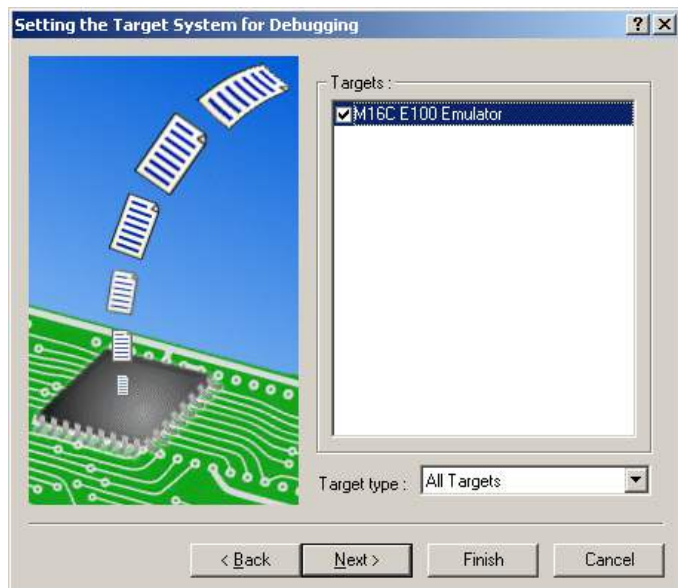 Setting the Target System for Debugging
Targets :
M16C E100 Emulator
Target type : All Targets
< Back Next > Finish Cancel